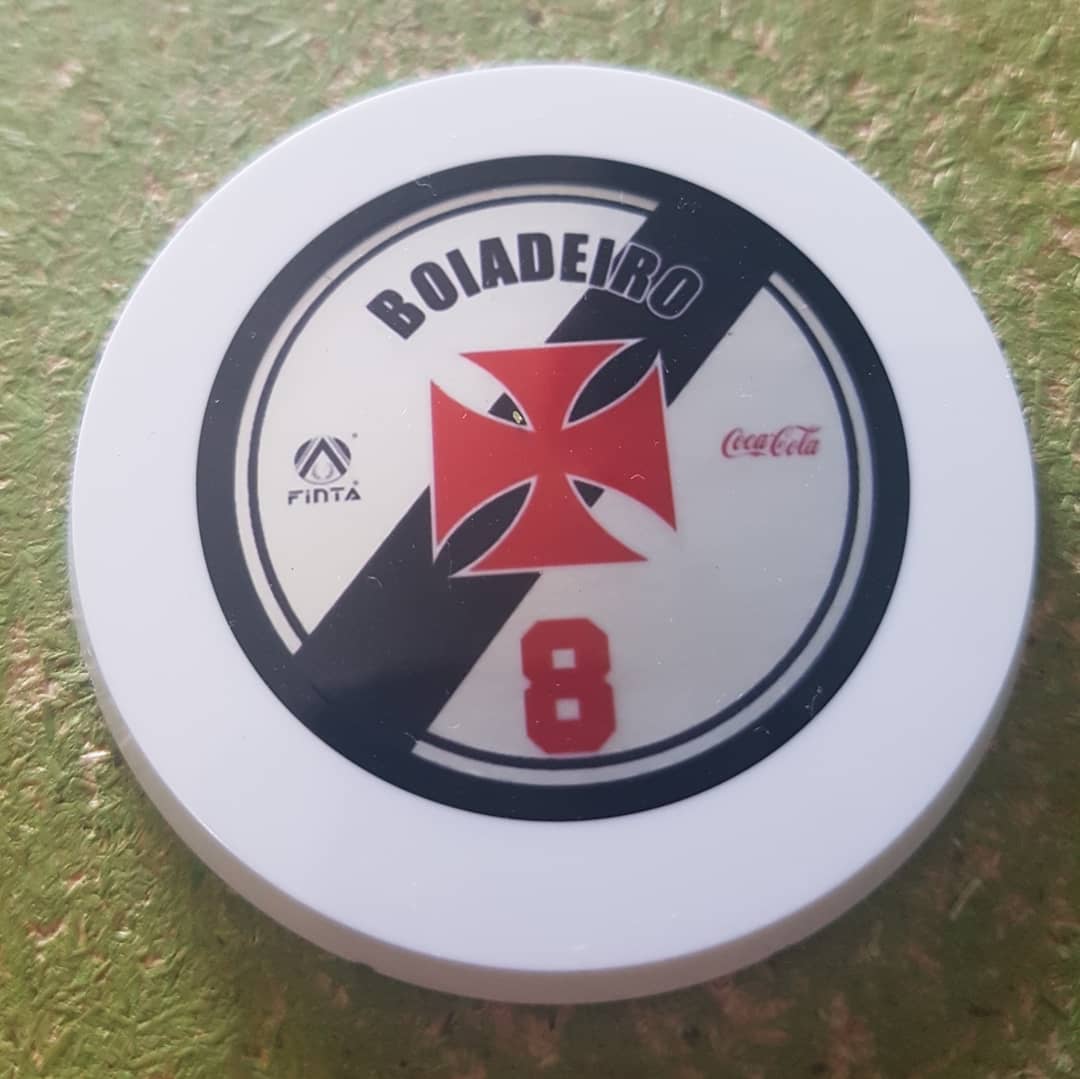 BOIADEIRO
FINTA
Coca-Cola
8